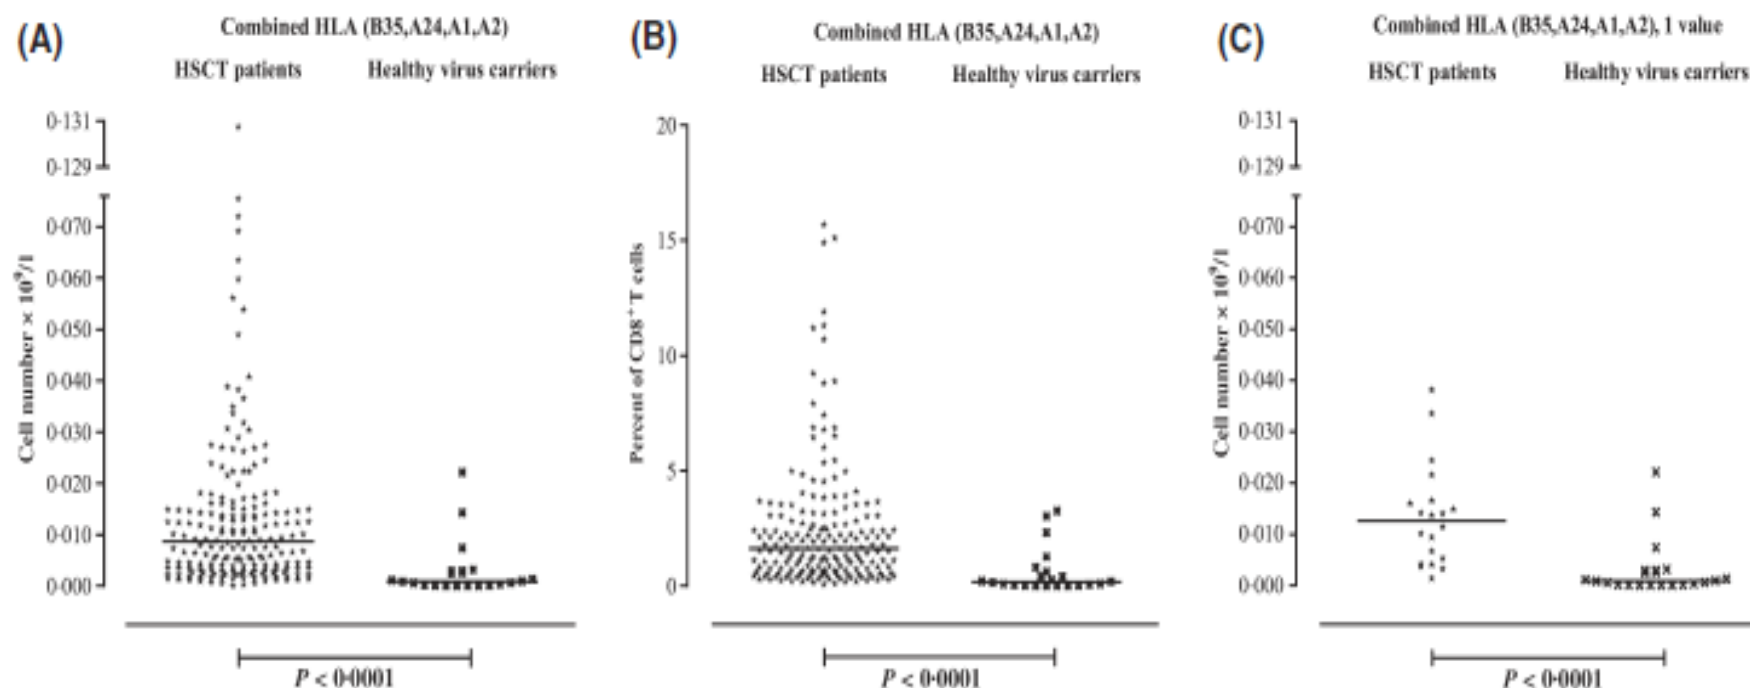 (A)
Combined HLA (B35,A24,A1,A2)
HSCT patients Healthy virus carriers
0·131
0·129
0·070
0·060
0·050
0·040
0·030
0·020
0·010
0·000
Cell number × 10⁹/l
P < 0·0001
(B)
Combined HLA (B35,A24,A1,A2)
HSCT patients Healthy virus carriers
20
15
10
5
0
Percent of CD8⁺ T cells
P < 0·0001
(C)
Combined HLA (B35,A24,A1,A2), 1 value
HSCT patients Healthy virus carriers
0·131
0·129
0·070
0·060
0·050
0·040
0·030
0·020
0·010
0·000
Cell number × 10⁹/l
P < 0·0001